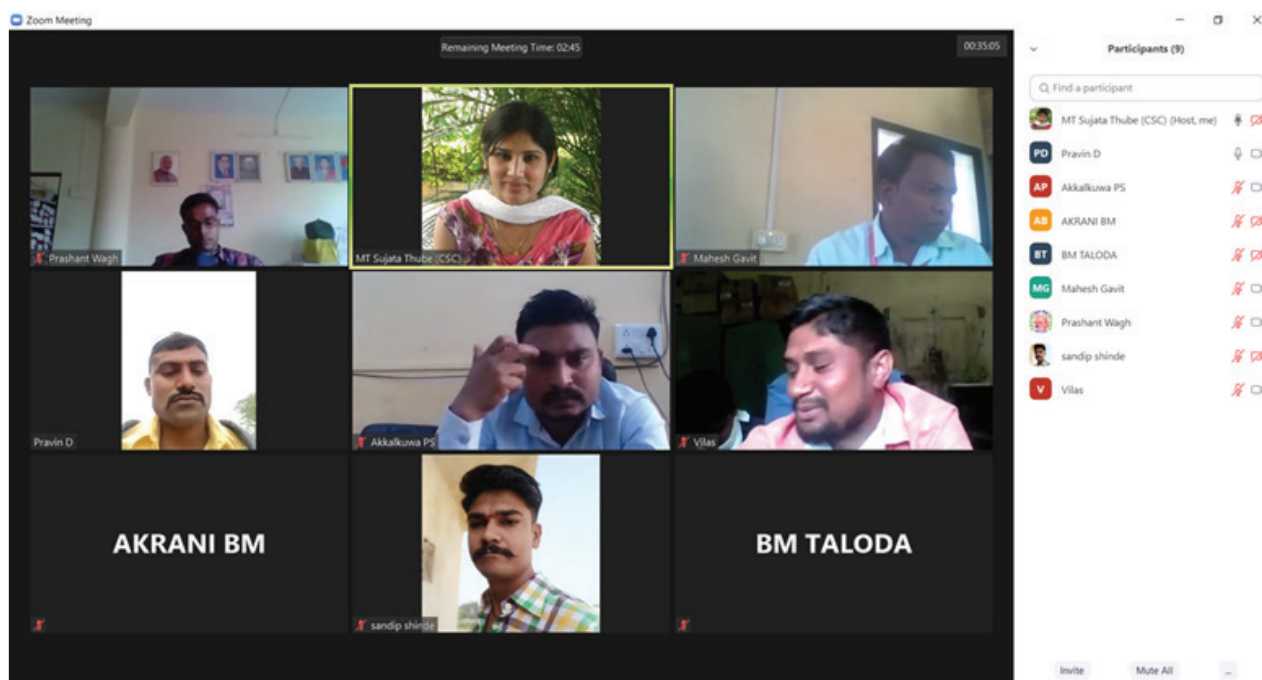 Zoom Meeting
Remaining Meeting Time: 02:45
00:35:05
Prashant Wagh
MT Sujata Thube (CSC)
Mahesh Gavit
Pravin D
Akkalkuwa PS
Vilas
AKRANI BM
sandip shinde
BM TALODA
Participants (9)
Find a participant
MT Sujata Thube (CSC) (Host, me)
PD Pravin D
AP Akkalkuwa PS
AB AKRANI BM
BT BM TALODA
MG Mahesh Gavit
Prashant Wagh
sandip shinde
V Vilas
Invite
Mute All
...